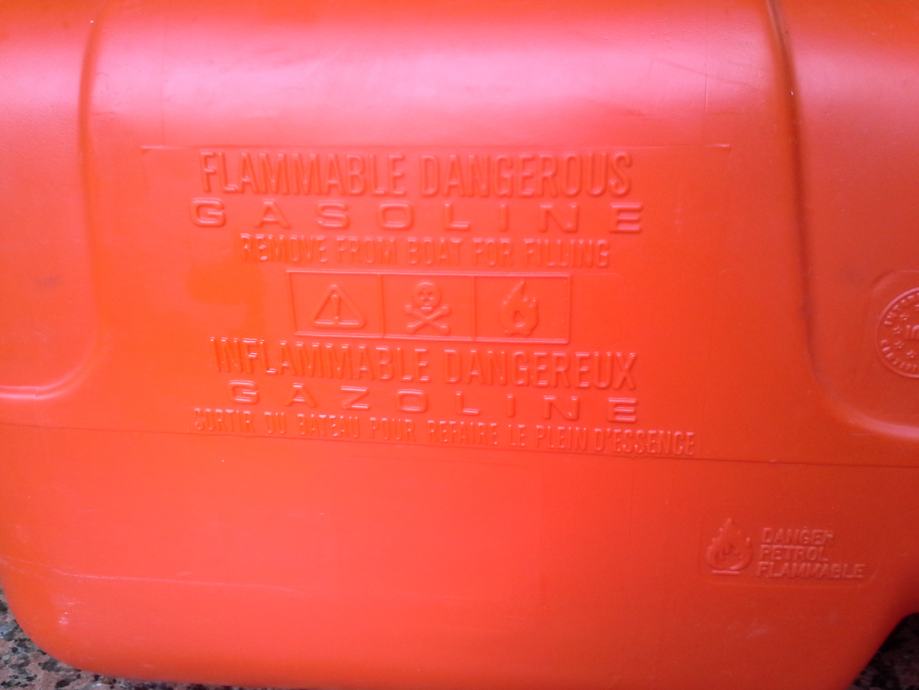 FLAMMABLE DANGEROUS
GASOLINE
REMOVE FROM BOAT FOR FILLING
INFLAMMABLE DANGEREUX
GAZOLINE
SORTIR DU BATEAU POUR REFAIRE LE PLEIN D'ESSENCE
DANGER
PETROL
FLAMMABLE